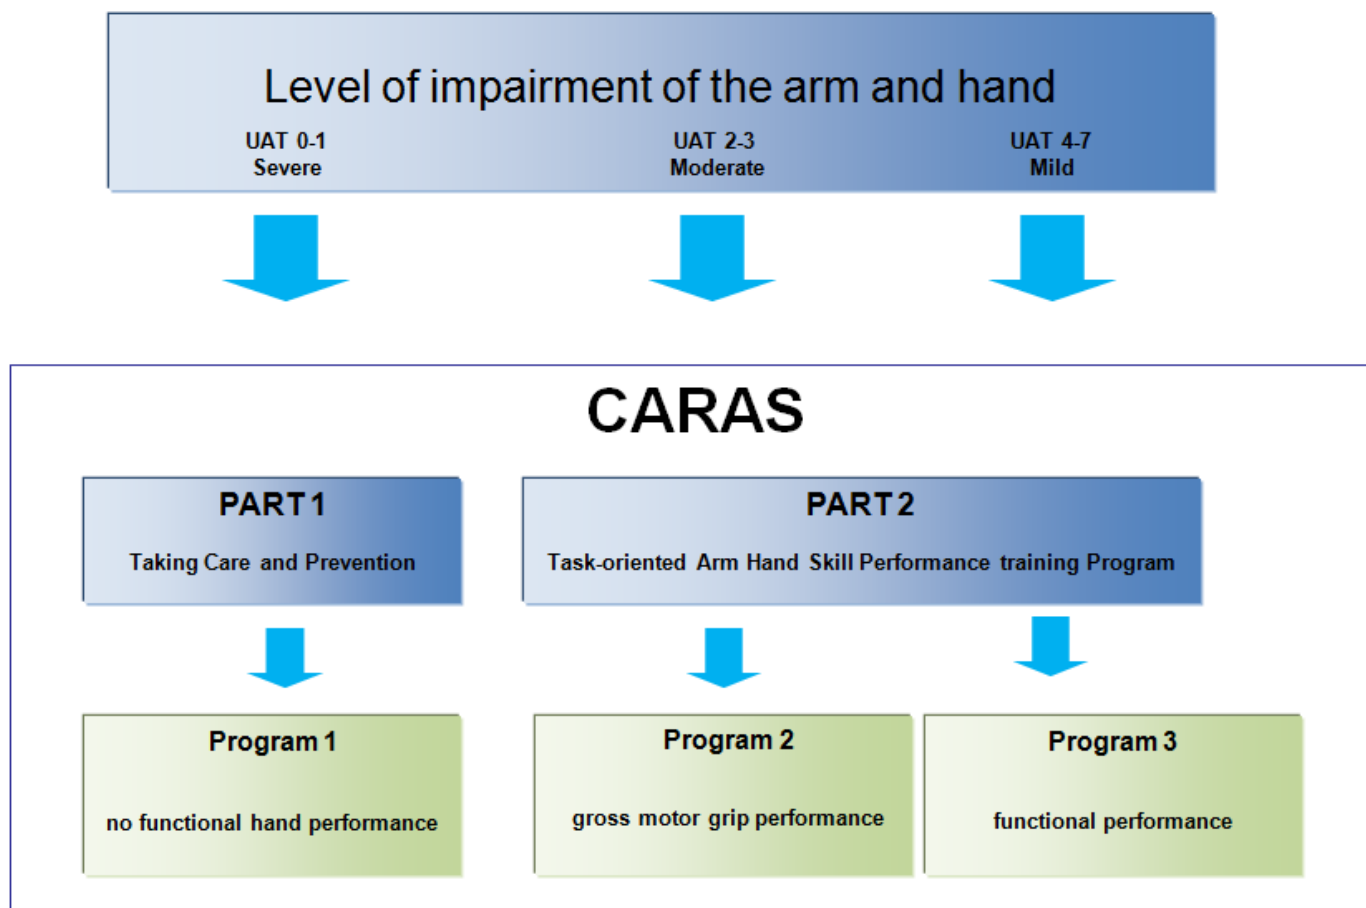 Level of impairment of the arm and hand
UAT 0-1
Severe
UAT 2-3
Moderate
UAT 4-7
Mild
CARAS
PART 1
Taking Care and Prevention
PART 2
Task-oriented Arm Hand Skill Performance training Program
Program 1
no functional hand performance
Program 2
gross motor grip performance
Program 3
functional performance